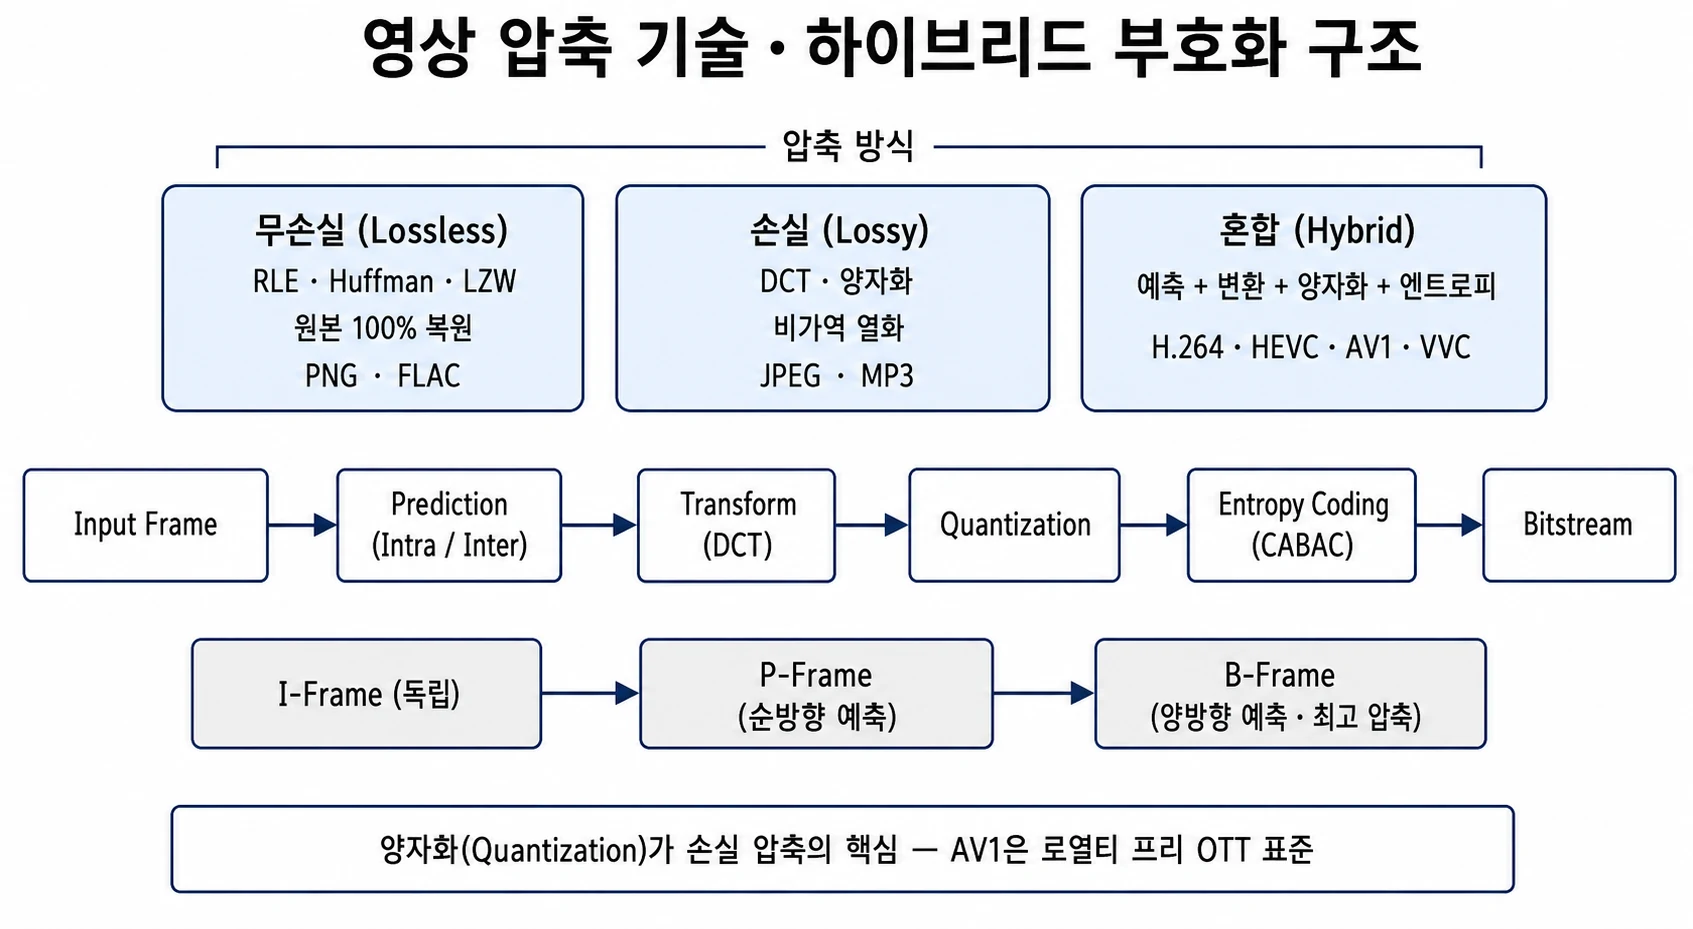 영상 압축 기술 · 하이브리드 부호화 구조
압축 방식
무손실 (Lossless)
RLE · Huffman · LZW
원본 100% 복원
PNG · FLAC
손실 (Lossy)
DCT · 양자화
비가역 열화
JPEG · MP3
혼합 (Hybrid)
예축 + 변환 + 양자화 + 엔트로피
H.264 · HEVC · AV1 · VVC
Input Frame
Prediction
(Intra / Inter)
Transform
(DCT)
Quantization
Entropy Coding
(CABAC)
Bitstream
I-Frame (독립)
P-Frame
(순방향 예축)
B-Frame
(양방향 예축 · 최고 압축)
양자화(Quantization)가 손실 압축의 핵심 — AV1은 로열티 프리 OTT 표준